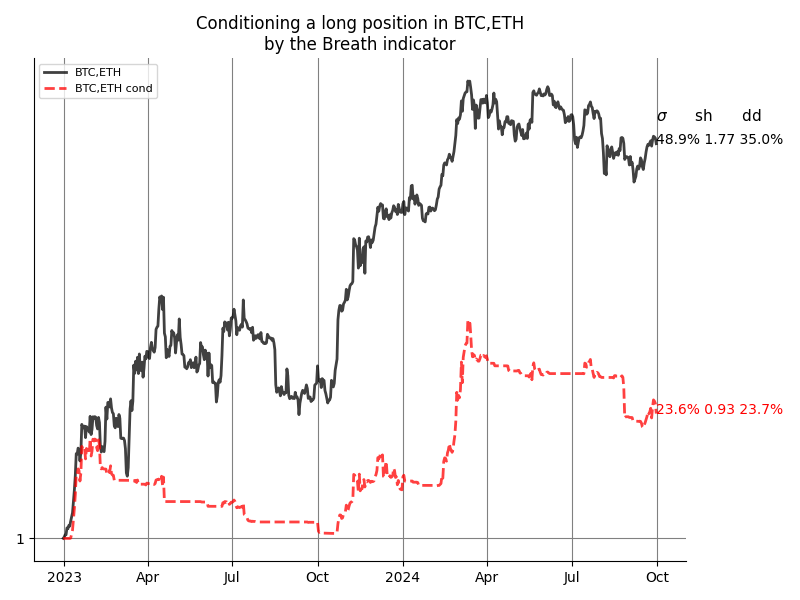 Conditioning a long position in BTC,ETH
by the Breath indicator
BTC,ETH
BTC,ETH cond
σ sh dd
48.9% 1.77 35.0%
23.6% 0.93 23.7%
1
2023 Apr Jul Oct 2024 Apr Jul Oct